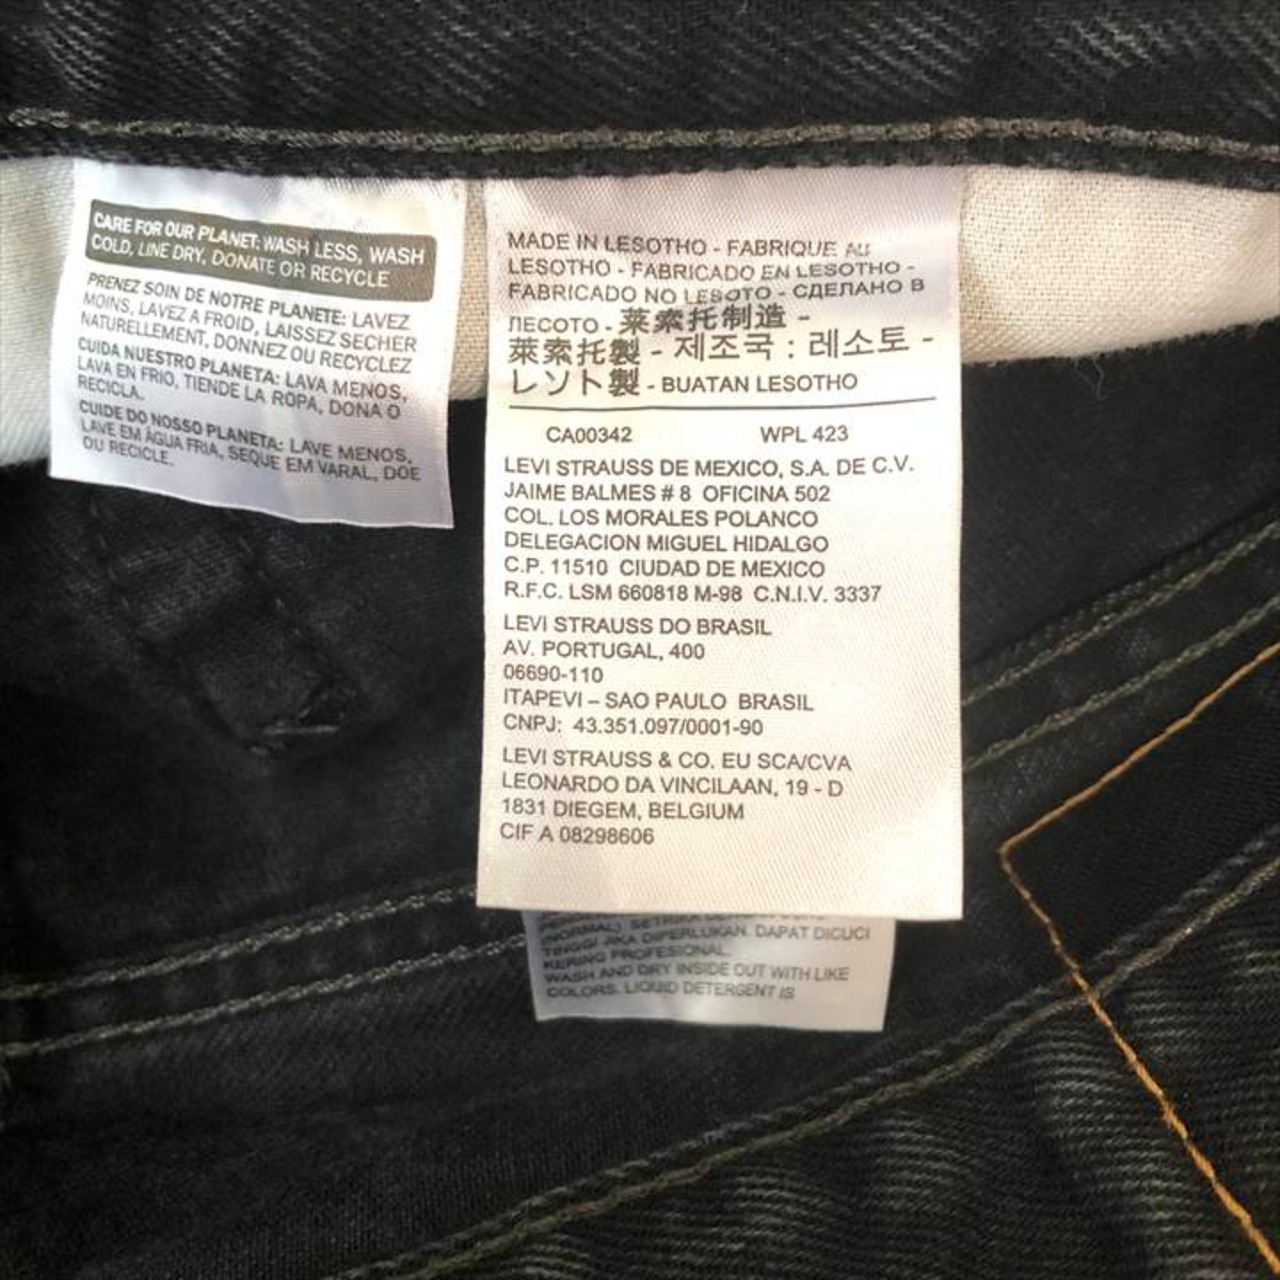 CARE FOR OUR PLANET: WASH LESS, WASH
COLD, LINE DRY, DONATE OR RECYCLE
PRENEZ SOIN DE NOTRE PLANETE: LAVEZ
MOINS, LAVEZ A FROID, LAISSEZ SECHER
NATURELLEMENT, DONNEZ OU RECYCLEZ
CUIDA NUESTRO PLANETA: LAVA MENOS,
LAVA EN FRIO, TIENDE LA ROPA, DONA O
RECICLA.
CUIDE DO NOSSO PLANETA: LAVE MENOS,
LAVE EM ÁGUA FRIA, SEQUE EM VARAL, DOE
OU RECICLE.
MADE IN LESOTHO - FABRIQUE AU
LESOTHO - FABRICADO EN LESOTHO -
FABRICADO NO LESOTO - СДЕЛАНО В
ЛЕСОТО - 莱索托制造 -
萊索托製 - 제조국 : 레소토 -
レソト製 - BUATAN LESOTHO
CA00342 WPL 423
LEVI STRAUSS DE MEXICO, S.A. DE C.V.
JAIME BALMES # 8 OFICINA 502
COL. LOS MORALES POLANCO
DELEGACION MIGUEL HIDALGO
C.P. 11510 CIUDAD DE MEXICO
R.F.C. LSM 660818 M-98 C.N.I.V. 3337
LEVI STRAUSS DO BRASIL
AV. PORTUGAL, 400
06690-110
ITAPEVI – SAO PAULO BRASIL
CNPJ: 43.351.097/0001-90
LEVI STRAUSS & CO. EU SCA/CVA
LEONARDO DA VINCILAAN, 19 - D
1831 DIEGEM, BELGIUM
CIF A 08298606
(NORMAL). SETRIKA
TINGGI JIKA DIPERLUKAN. DAPAT DICUCI
KERING PROFESIONAL.
WASH AND DRY INSIDE OUT WITH LIKE
COLORS. LIQUID DETERGENT IS